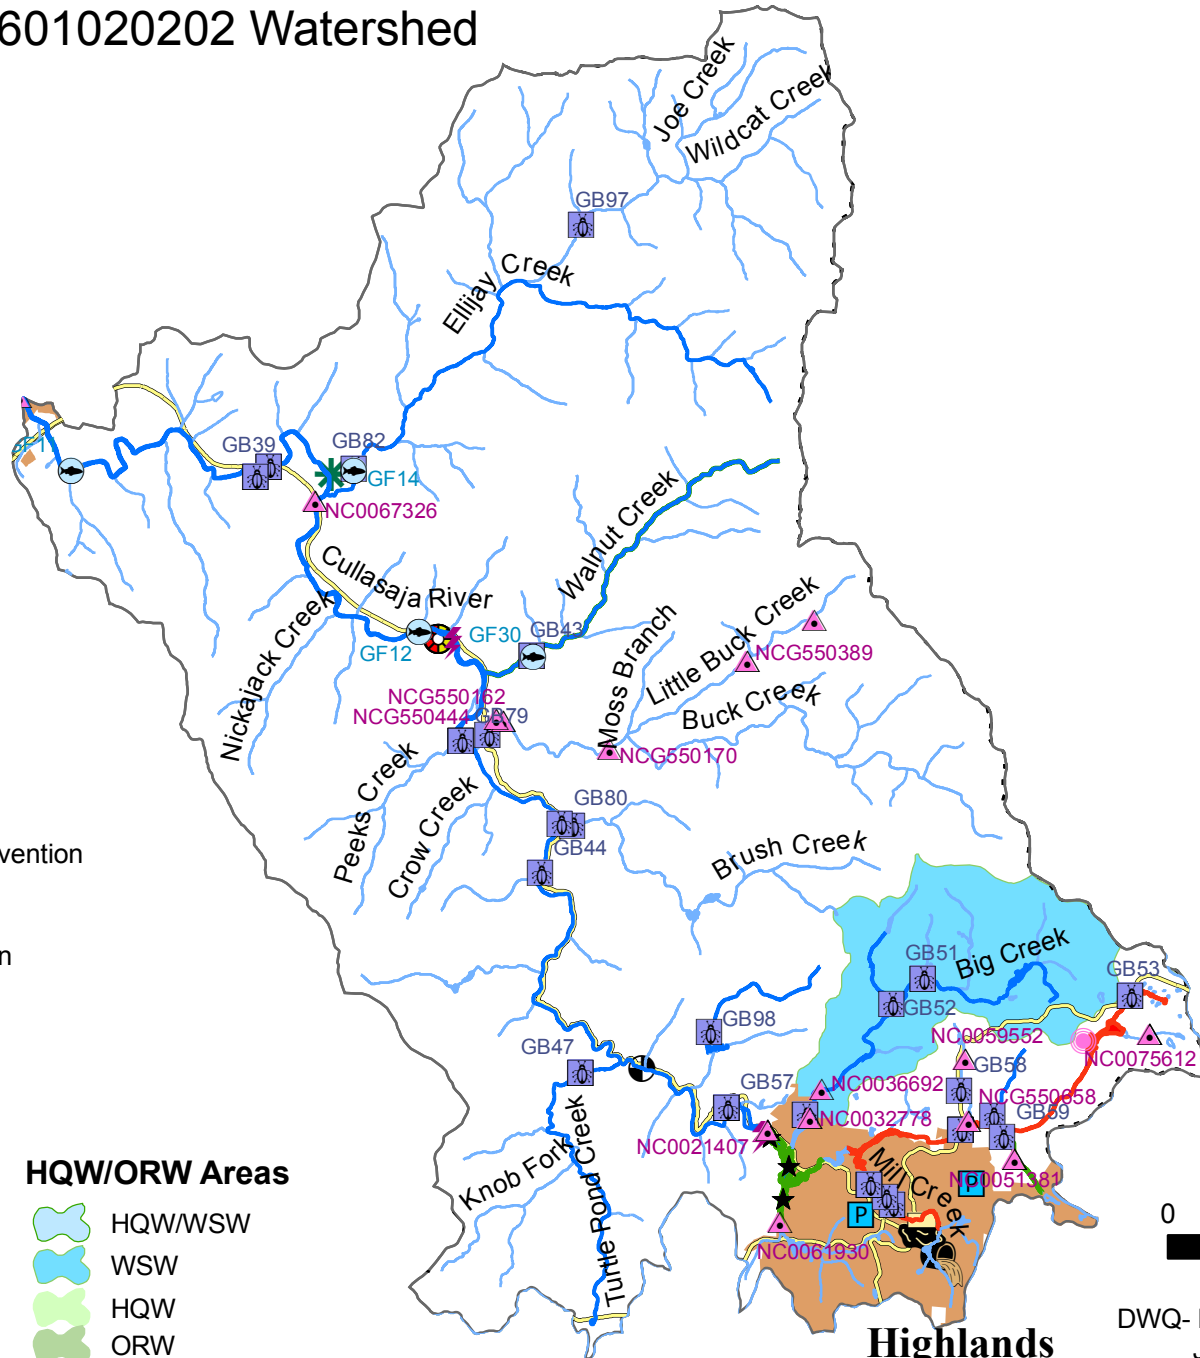 601020202 Watershed
Joe Creek
Wildcat Creek
GB97
Ellijay Creek
GB39
GB82
GF14
NC0067326
Walnut Creek
Cullasaja River
Nickajack Creek
GF12
GF30
GB43
Moss Branch
Little Buck Creek
NCG550389
Buck Creek
NCG550162
NCG550444
GB79
NCG550170
Peeks Creek
Crow Creek
GB80
GB44
Brush Creek
vention
n
GB51
Big Creek
GB52
GB53
GB98
NC0059552
NC0075612
GB47
GB58
GB57
NC0036692
NCG550658
NC0032778
GB59
NC0021407
Knob Fork
Turtle Pond Creek
Mill Creek
NC0051381
P
P
NC0061930
HQW/ORW Areas
HQW/WSW
WSW
HQW
ORW
0
Highlands
DWQ-